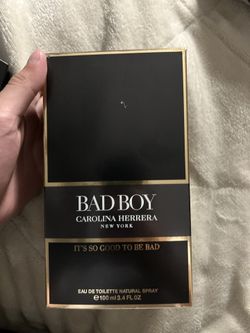 BAD BOY
CAROLINA HERRERA
NEW YORK
IT'S SO GOOD TO BE BAD
EAU DE TOILETTE NATURAL SPRAY
℮ 100 ml 3.4 FL OZ